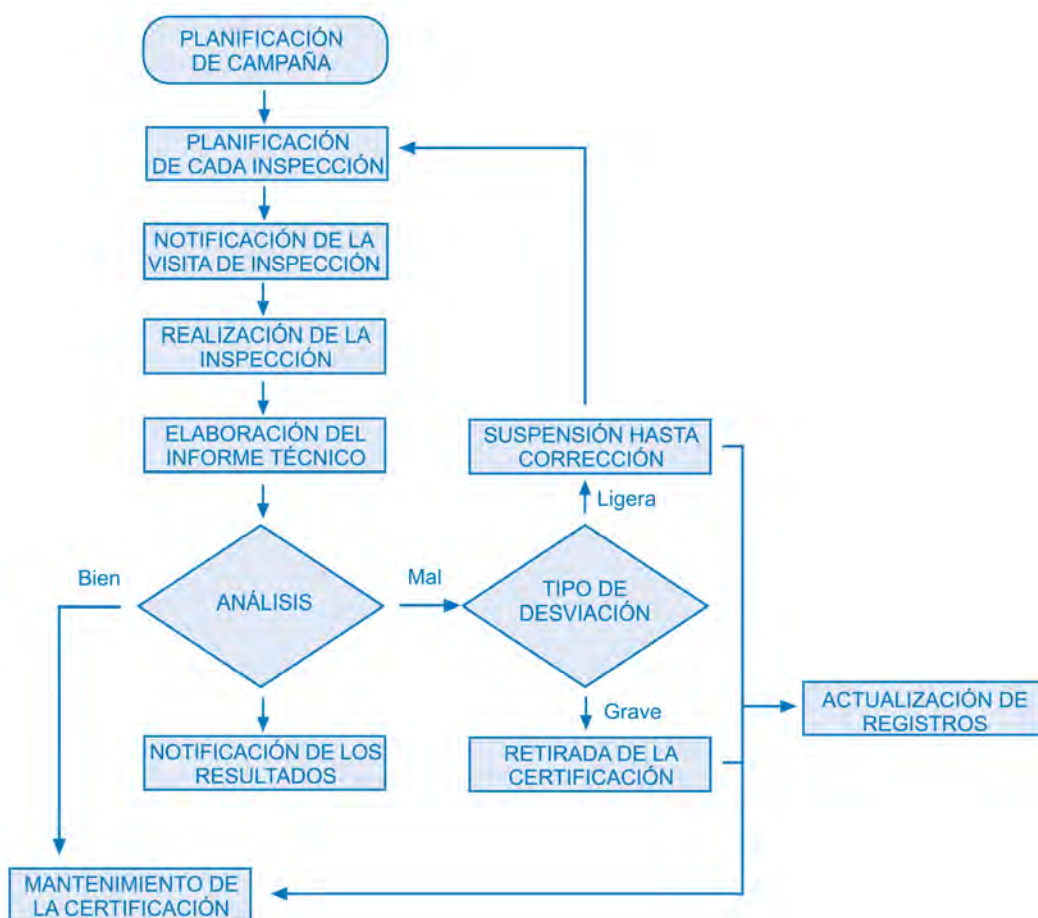 PLANIFICACIÓN
DE CAMPAÑA
PLANIFICACIÓN
DE CADA INSPECCIÓN
NOTIFICACIÓN DE LA
VISITA DE INSPECCIÓN
REALIZACIÓN DE LA
INSPECCIÓN
ELABORACIÓN DEL
INFORME TÉCNICO
SUSPENSIÓN HASTA
CORRECCIÓN
Ligera
Bien
ANÁLISIS
Mal
TIPO DE
DESVIACIÓN
Grave
ACTUALIZACIÓN DE
REGISTROS
NOTIFICACIÓN DE LOS
RESULTADOS
RETIRADA DE LA
CERTIFICACIÓN
MANTENIMIENTO DE
LA CERTIFICACIÓN